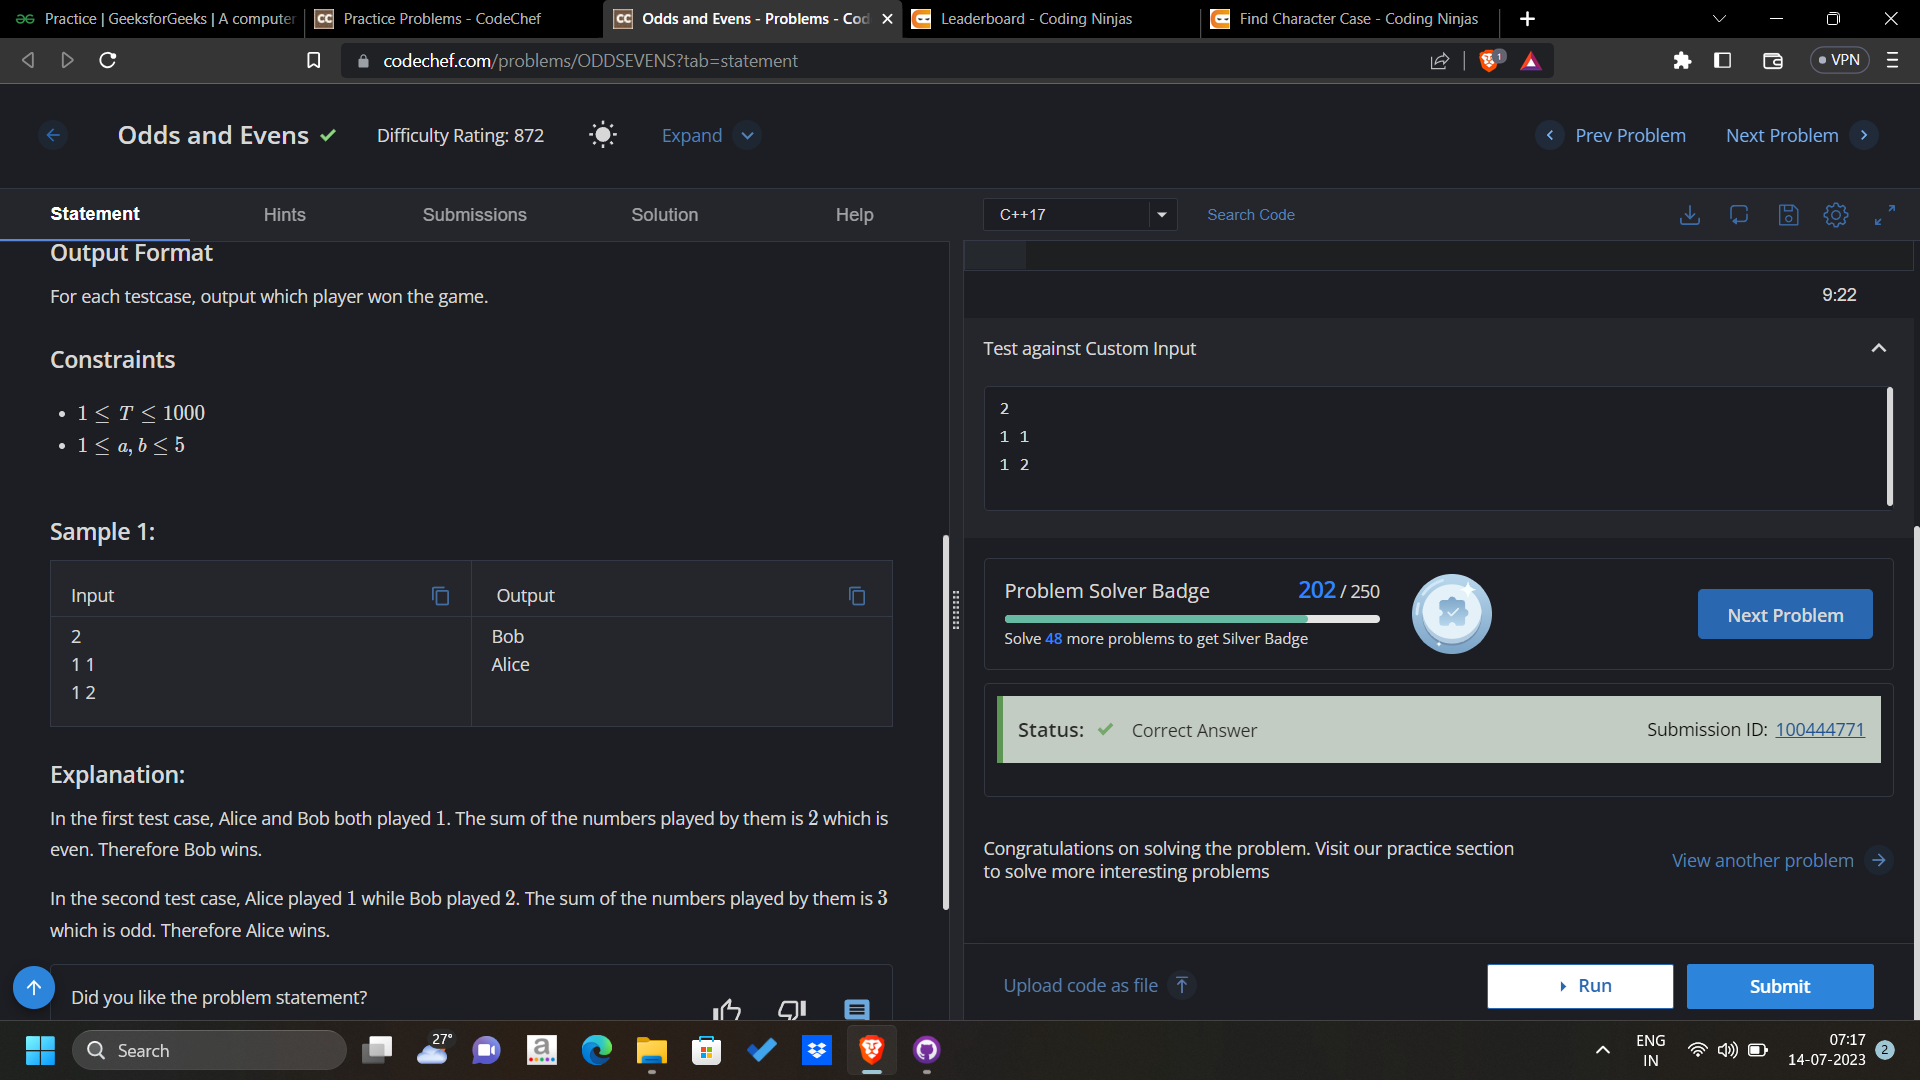 Practice | GeeksforGeeks | A computer
Practice Problems - CodeChef
Odds and Evens - Problems - Cod
Leaderboard - Coding Ninjas
Find Character Case - Coding Ninjas
codechef.com/problems/ODDSEVENS?tab=statement
1
VPN
Odds and Evens
Difficulty Rating: 872
Expand
Prev Problem
Next Problem
Statement
Hints
Submissions
Solution
Help
Output Format
For each testcase, output which player won the game.
Constraints
• 1 ≤ T ≤ 1000
• 1 ≤ a, b ≤ 5
Sample 1:
Input
Output
2
1 1
1 2
Bob
Alice
Explanation:
In the first test case, Alice and Bob both played 1. The sum of the numbers played by them is 2 which is
even. Therefore Bob wins.
In the second test case, Alice played 1 while Bob played 2. The sum of the numbers played by them is 3
which is odd. Therefore Alice wins.
Did you like the problem statement?
C++17
Search Code
9:22
Test against Custom Input
2
1 1
1 2
Problem Solver Badge
202 / 250
Solve 48 more problems to get Silver Badge
Next Problem
Status:
Correct Answer
Submission ID: 100444771
Congratulations on solving the problem. Visit our practice section
to solve more interesting problems
View another problem
Upload code as file
Run
Submit
Search
27°
a
ENG
IN
07:17
14-07-2023
2